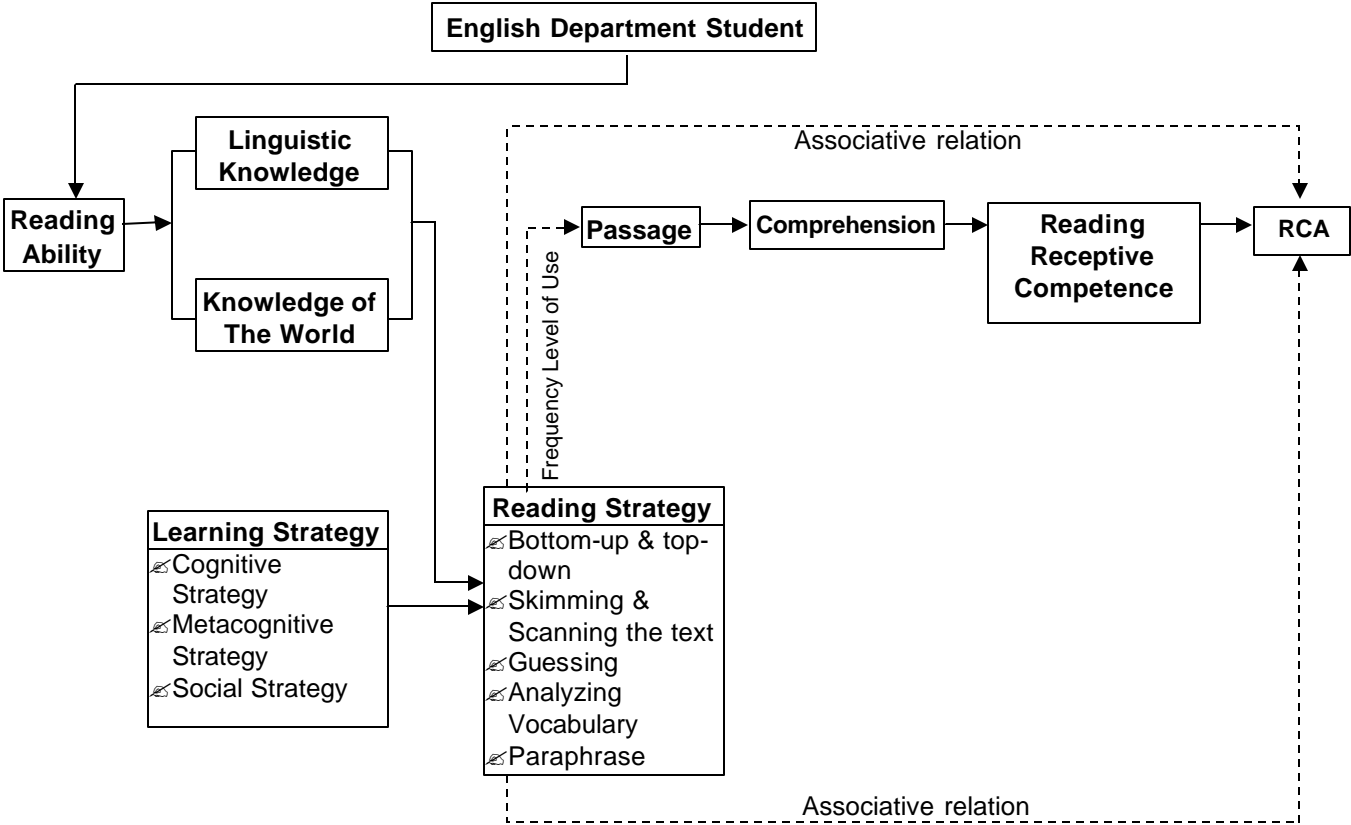 English Department Student
Linguistic
Knowledge
Associative relation
Reading
Ability
Passage
Comprehension
Reading
Receptive
Competence
RCA
Knowledge of
The World
Frequency Level of Use
Learning Strategy
Cognitive
Strategy
Metacognitive
Strategy
Social Strategy
Reading Strategy
Bottom-up & top-
down
Skimming &
Scanning the text
Guessing
Analyzing
Vocabulary
Paraphrase
Associative relation